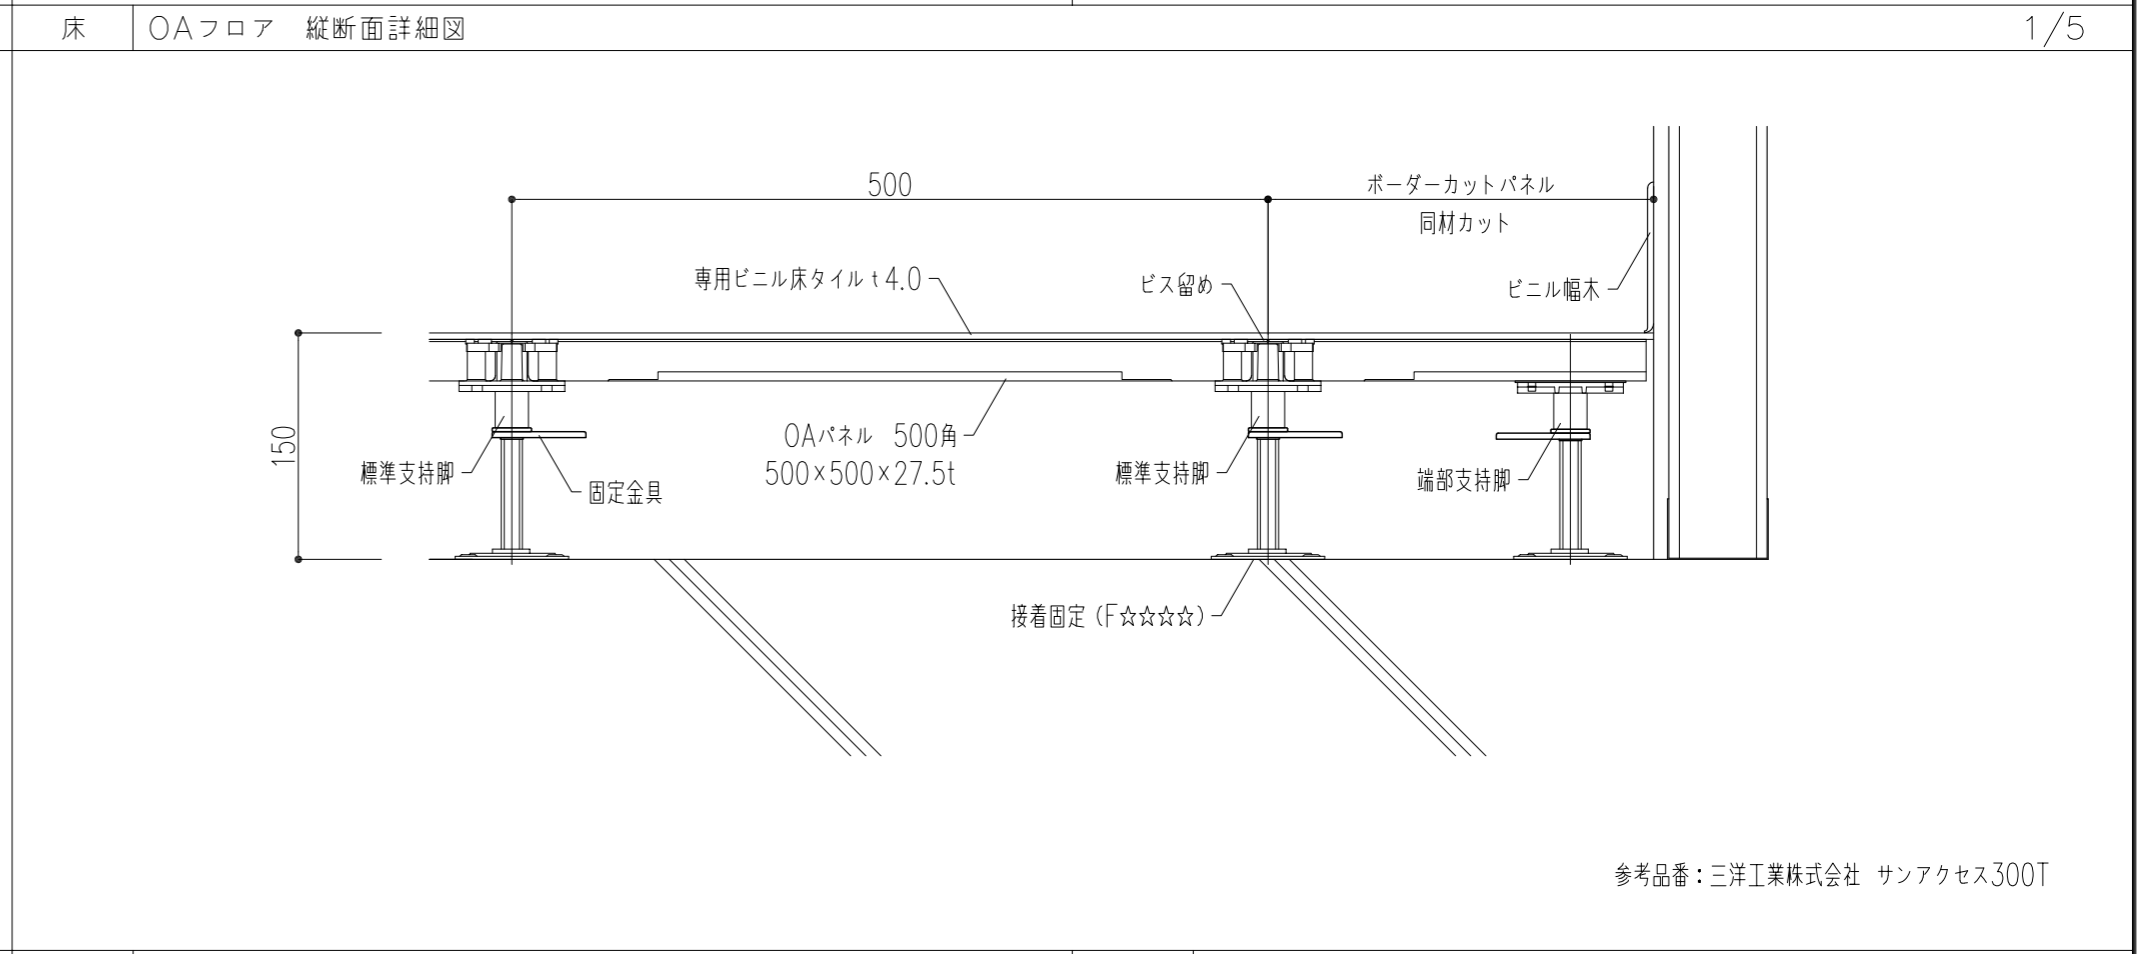 床 OAフロア 縦断面詳細図 1/5
500
ボーダーカットパネル
同材カット
専用ビニル床タイル t4.0
ビス留め
ビニル幅木
150
OAパネル 500角
500×500×27.5t
標準支持脚
固定金具
標準支持脚
端部支持脚
接着固定 (F☆☆☆☆)
参考品番：三洋工業株式会社 サンアクセス300T